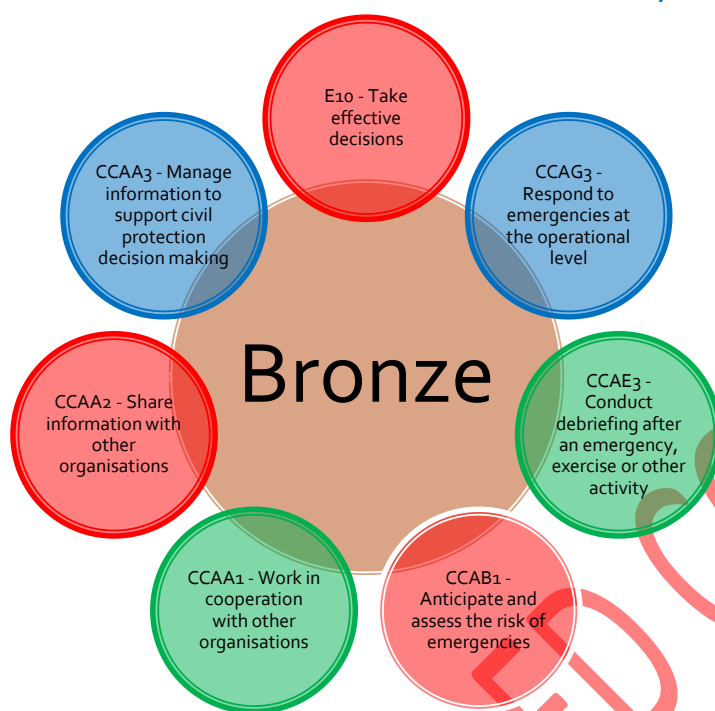 E10 - Take
effective
decisions
CCAG3 -
Respond to
emergencies at
the operational
level
CCAE3 -
Conduct
debriefing after
an emergency,
exercise or other
activity
CCAB1 -
Anticipate and
assess the risk of
emergencies
CCAA1 - Work in
cooperation
with other
organisations
CCAA2 - Share
information with
other
organisations
CCAA3 - Manage
information to
support civil
protection
decision making
Bronze